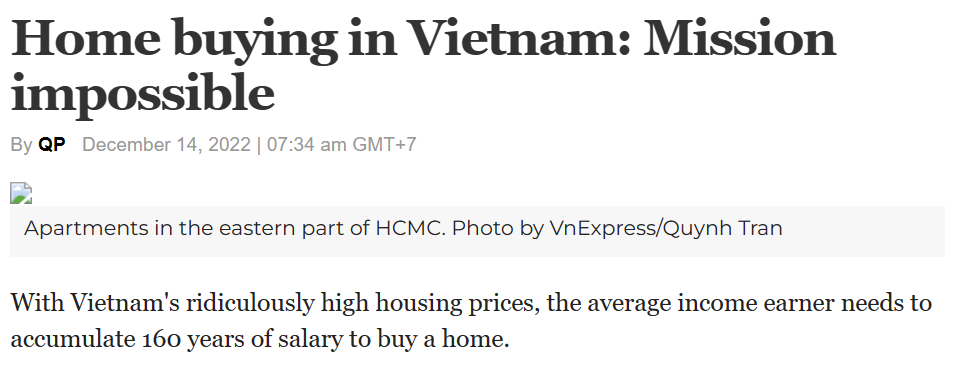 Home buying in Vietnam: Mission
impossible
By QP December 14, 2022 | 07:34 am GMT+7
Apartments in the eastern part of HCMC. Photo by VnExpress/Quynh Tran
With Vietnam's ridiculously high housing prices, the average income earner needs to
accumulate 160 years of salary to buy a home.